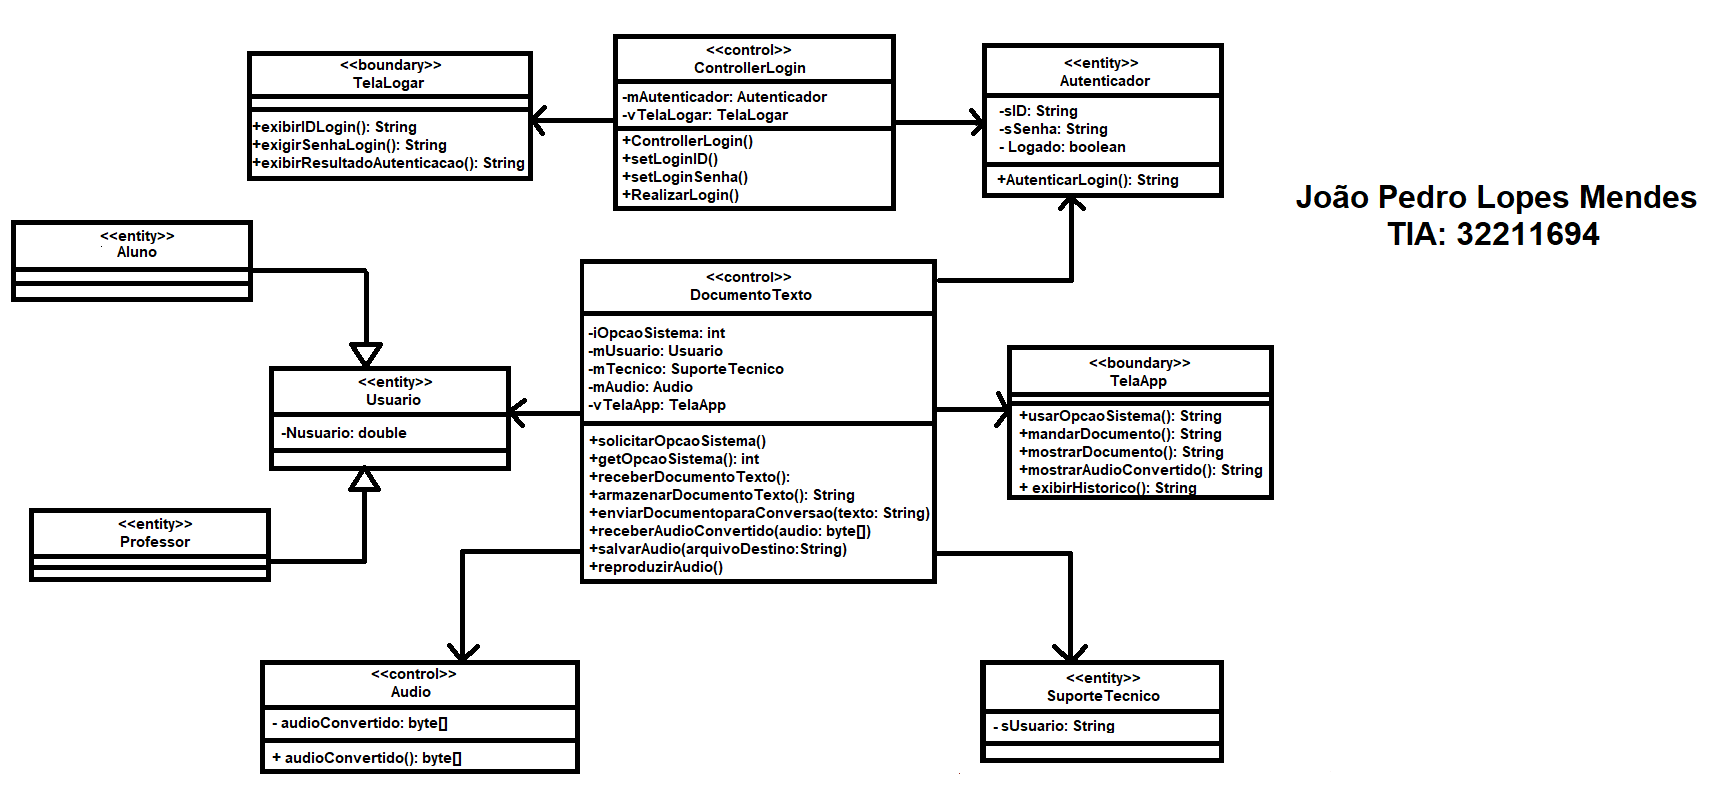 <<boundary>>
TelaLogar
+exibirIDLogin(): String
+exigirSenhaLogin(): String
+exibirResultadoAutenticacao(): String
<<control>>
ControllerLogin
-mAutenticador: Autenticador
-vTelaLogar: TelaLogar
+ControllerLogin()
+setLoginID()
+setLoginSenha()
+RealizarLogin()
<<entity>>
Autenticador
-sID: String
-sSenha: String
- Logado: boolean
+AutenticarLogin(): String
João Pedro Lopes Mendes
TIA: 32211694
<<entity>>
Aluno
<<control>>
DocumentoTexto
-iOpcaoSistema: int
-mUsuario: Usuario
-mTecnico: SuporteTecnico
-mAudio: Audio
-vTelaApp: TelaApp
+solicitarOpcaoSistema()
+getOpcaoSistema(): int
+receberDocumentoTexto():
+armazenarDocumentoTexto(): String
+enviarDocumentoparaConversao(texto: String)
+receberAudioConvertido(audio: byte[])
+salvarAudio(arquivoDestino:String)
+reproduzirAudio()
<<entity>>
Usuario
-Nusuario: double
<<boundary>>
TelaApp
+usarOpcaoSistema(): String
+mandarDocumento(): String
+mostrarDocumento(): String
+mostrarAudioConvertido(): String
+ exibirHistorico(): String
<<entity>>
Professor
<<control>>
Audio
- audioConvertido: byte[]
+ audioConvertido(): byte[]
<<entity>>
SuporteTecnico
- sUsuario: String